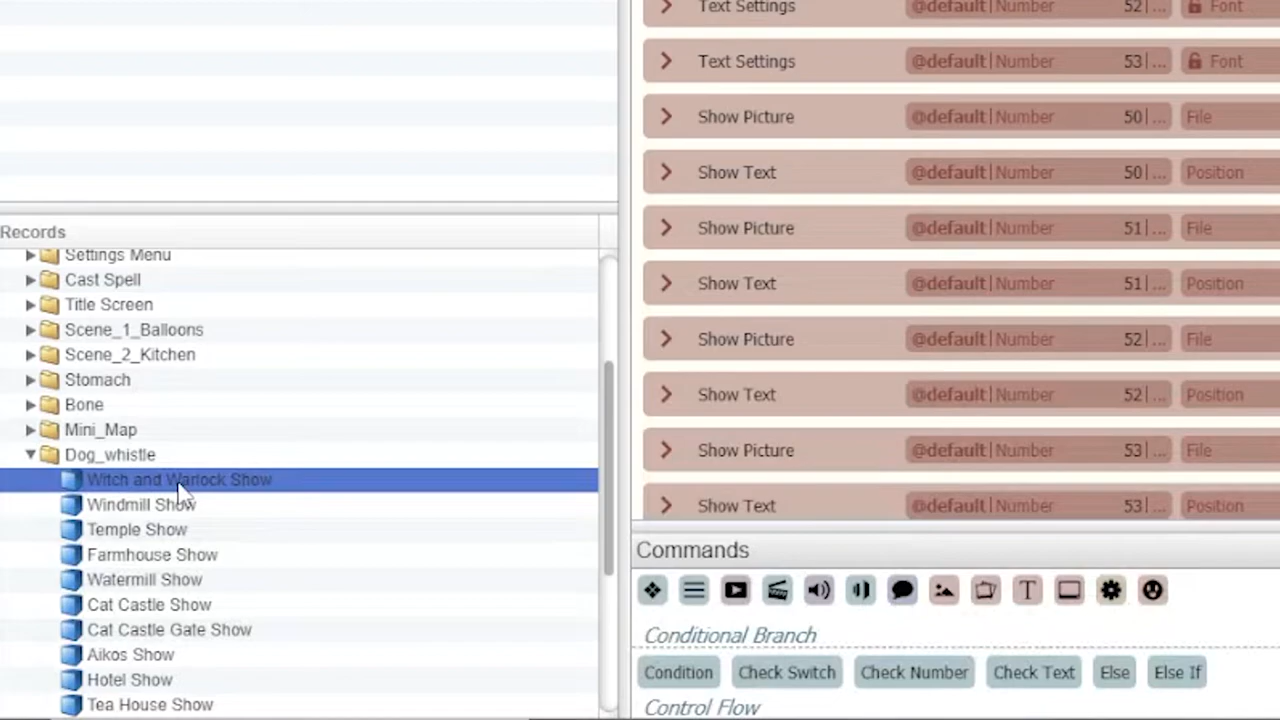 Records
Settings Menu
Cast Spell
Title Screen
Scene_1_Balloons
Scene_2_Kitchen
Stomach
Bone
Mini_Map
Dog_whistle
Witch and Warlock Show
Windmill Show
Temple Show
Farmhouse Show
Watermill Show
Cat Castle Show
Cat Castle Gate Show
Aikos Show
Hotel Show
Tea House Show
Text Settings @default|Number 52|... Font
Text Settings @default|Number 53|... Font
Show Picture @default|Number 50|... File
Show Text @default|Number 50|... Position
Show Picture @default|Number 51|... File
Show Text @default|Number 51|... Position
Show Picture @default|Number 52|... File
Show Text @default|Number 52|... Position
Show Picture @default|Number 53|... File
Show Text @default|Number 53|... Position
Commands
Conditional Branch
Condition Check Switch Check Number Check Text Else Else If
Control Flow